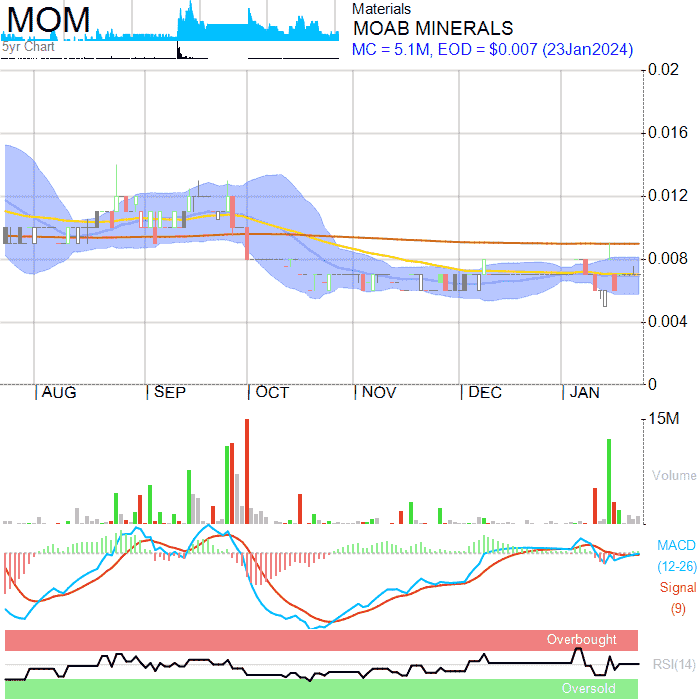 MOM
5yr Chart
Materials
MOAB MINERALS
MC = 5.1M, EOD = $0.007 (23Jan2024)
0.02
0.016
0.012
0.008
0.004
0
AUG SEP OCT NOV DEC JAN
15M
Volume
MACD
(12-26)
Signal
(9)
Overbought
RSI(14)
Oversold